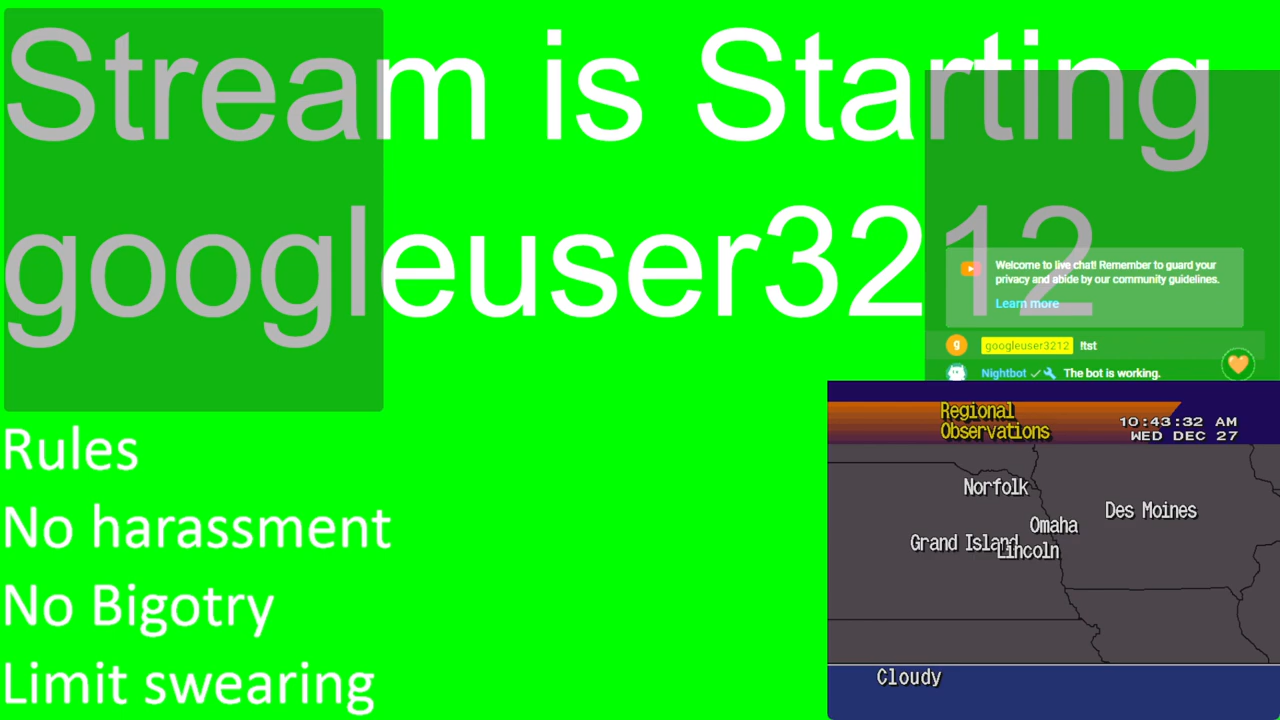 Stream is Starting
googleuser3212
Welcome to live chat! Remember to guard your
privacy and abide by our community guidelines.
Learn more
g googleuser3212 !tst
Nightbot The bot is working.
Rules
No harassment
No Bigotry
Limit swearing
Regional
Observations
10:43:32 AM
WED DEC 27
Norfolk
Des Moines
Omaha
Grand Island
Lincoln
Cloudy